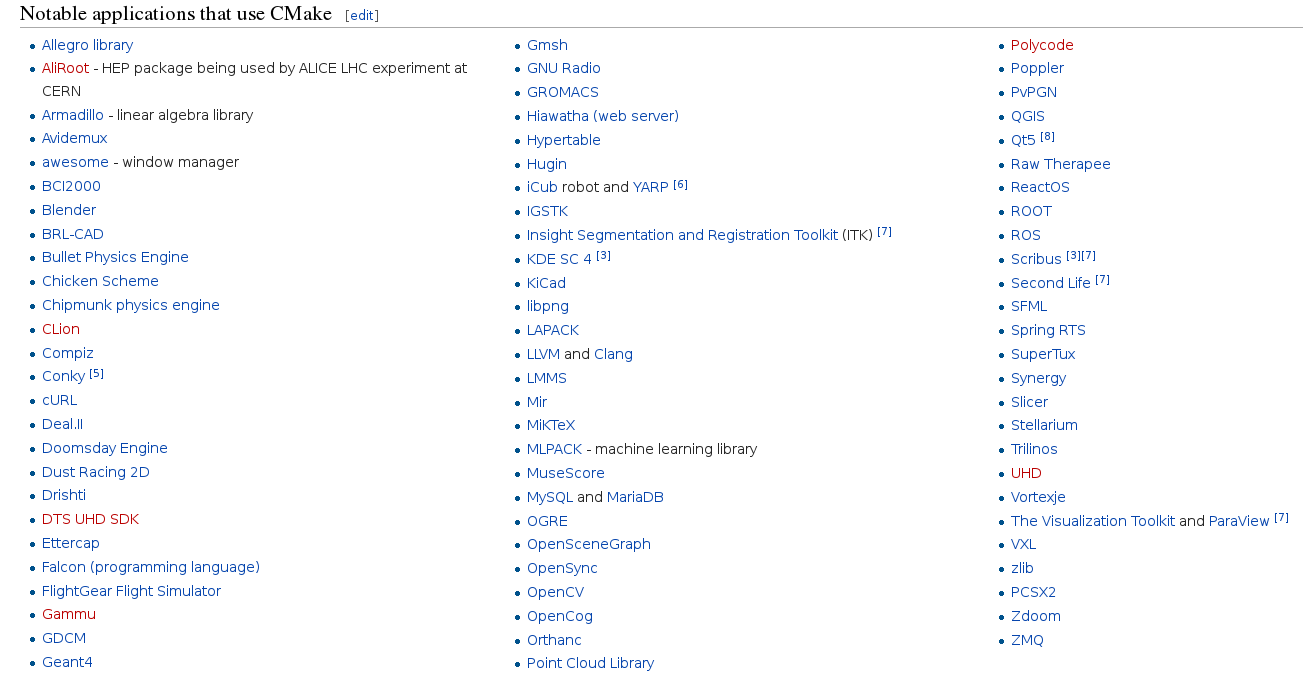 Notable applications that use CMake [edit]
Allegro library
AliRoot - HEP package being used by ALICE LHC experiment at
CERN
Armadillo - linear algebra library
Avidemux
awesome - window manager
BCI2000
Blender
BRL-CAD
Bullet Physics Engine
Chicken Scheme
Chipmunk physics engine
CLion
Compiz
Conky [5]
cURL
Deal.II
Doomsday Engine
Dust Racing 2D
Drishti
DTS UHD SDK
Ettercap
Falcon (programming language)
FlightGear Flight Simulator
Gammu
GDCM
Geant4
Gmsh
GNU Radio
GROMACS
Hiawatha (web server)
Hypertable
Hugin
iCub robot and YARP [6]
IGSTK
Insight Segmentation and Registration Toolkit (ITK) [7]
KDE SC 4 [3]
KiCad
libpng
LAPACK
LLVM and Clang
LMMS
Mir
MiKTeX
MLPACK - machine learning library
MuseScore
MySQL and MariaDB
OGRE
OpenSceneGraph
OpenSync
OpenCV
OpenCog
Orthanc
Point Cloud Library
Polycode
Poppler
PvPGN
QGIS
Qt5 [8]
Raw Therapee
ReactOS
ROOT
ROS
Scribus [3][7]
Second Life [7]
SFML
Spring RTS
SuperTux
Synergy
Slicer
Stellarium
Trilinos
UHD
Vortexje
The Visualization Toolkit and ParaView [7]
VXL
zlib
PCSX2
Zdoom
ZMQ